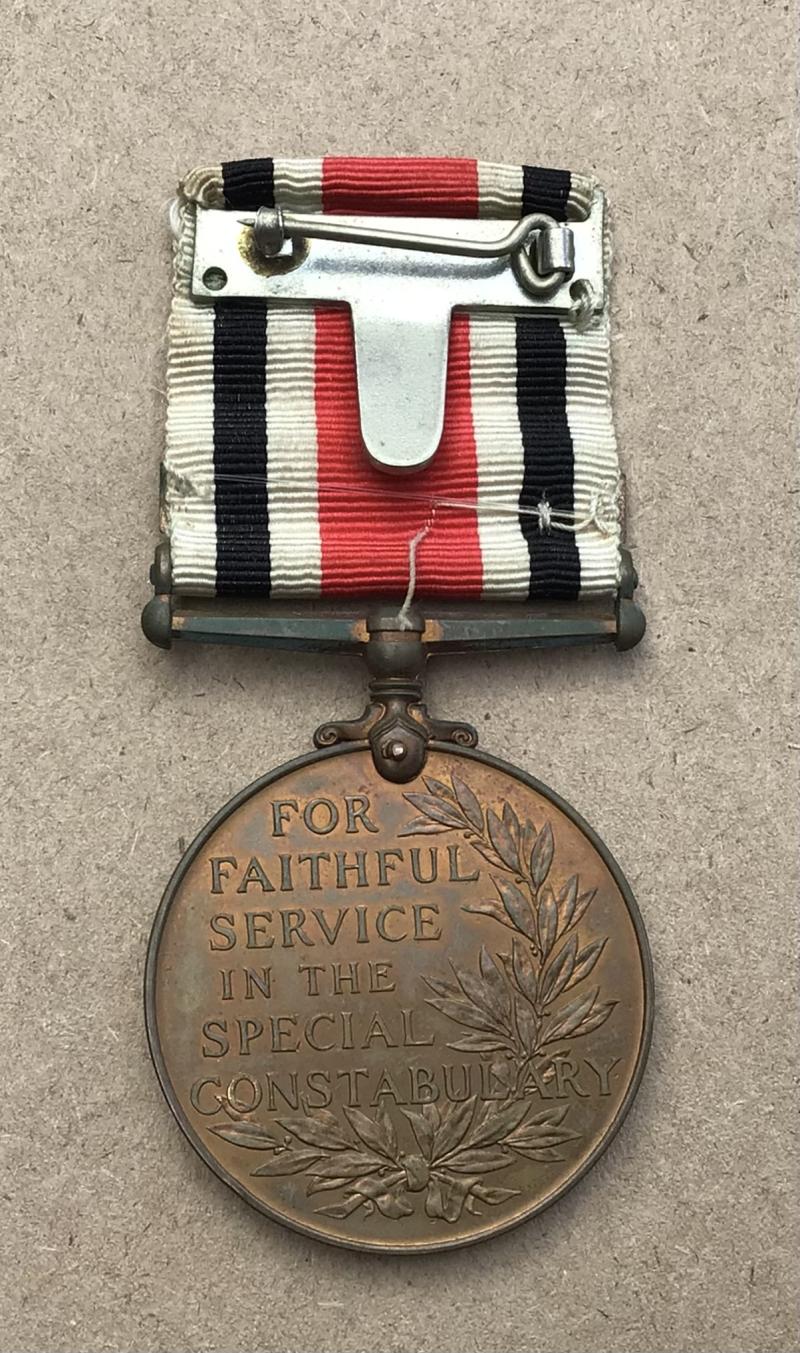 FOR
FAITHFUL
SERVICE
IN THE
SPECIAL
CONSTABULARY